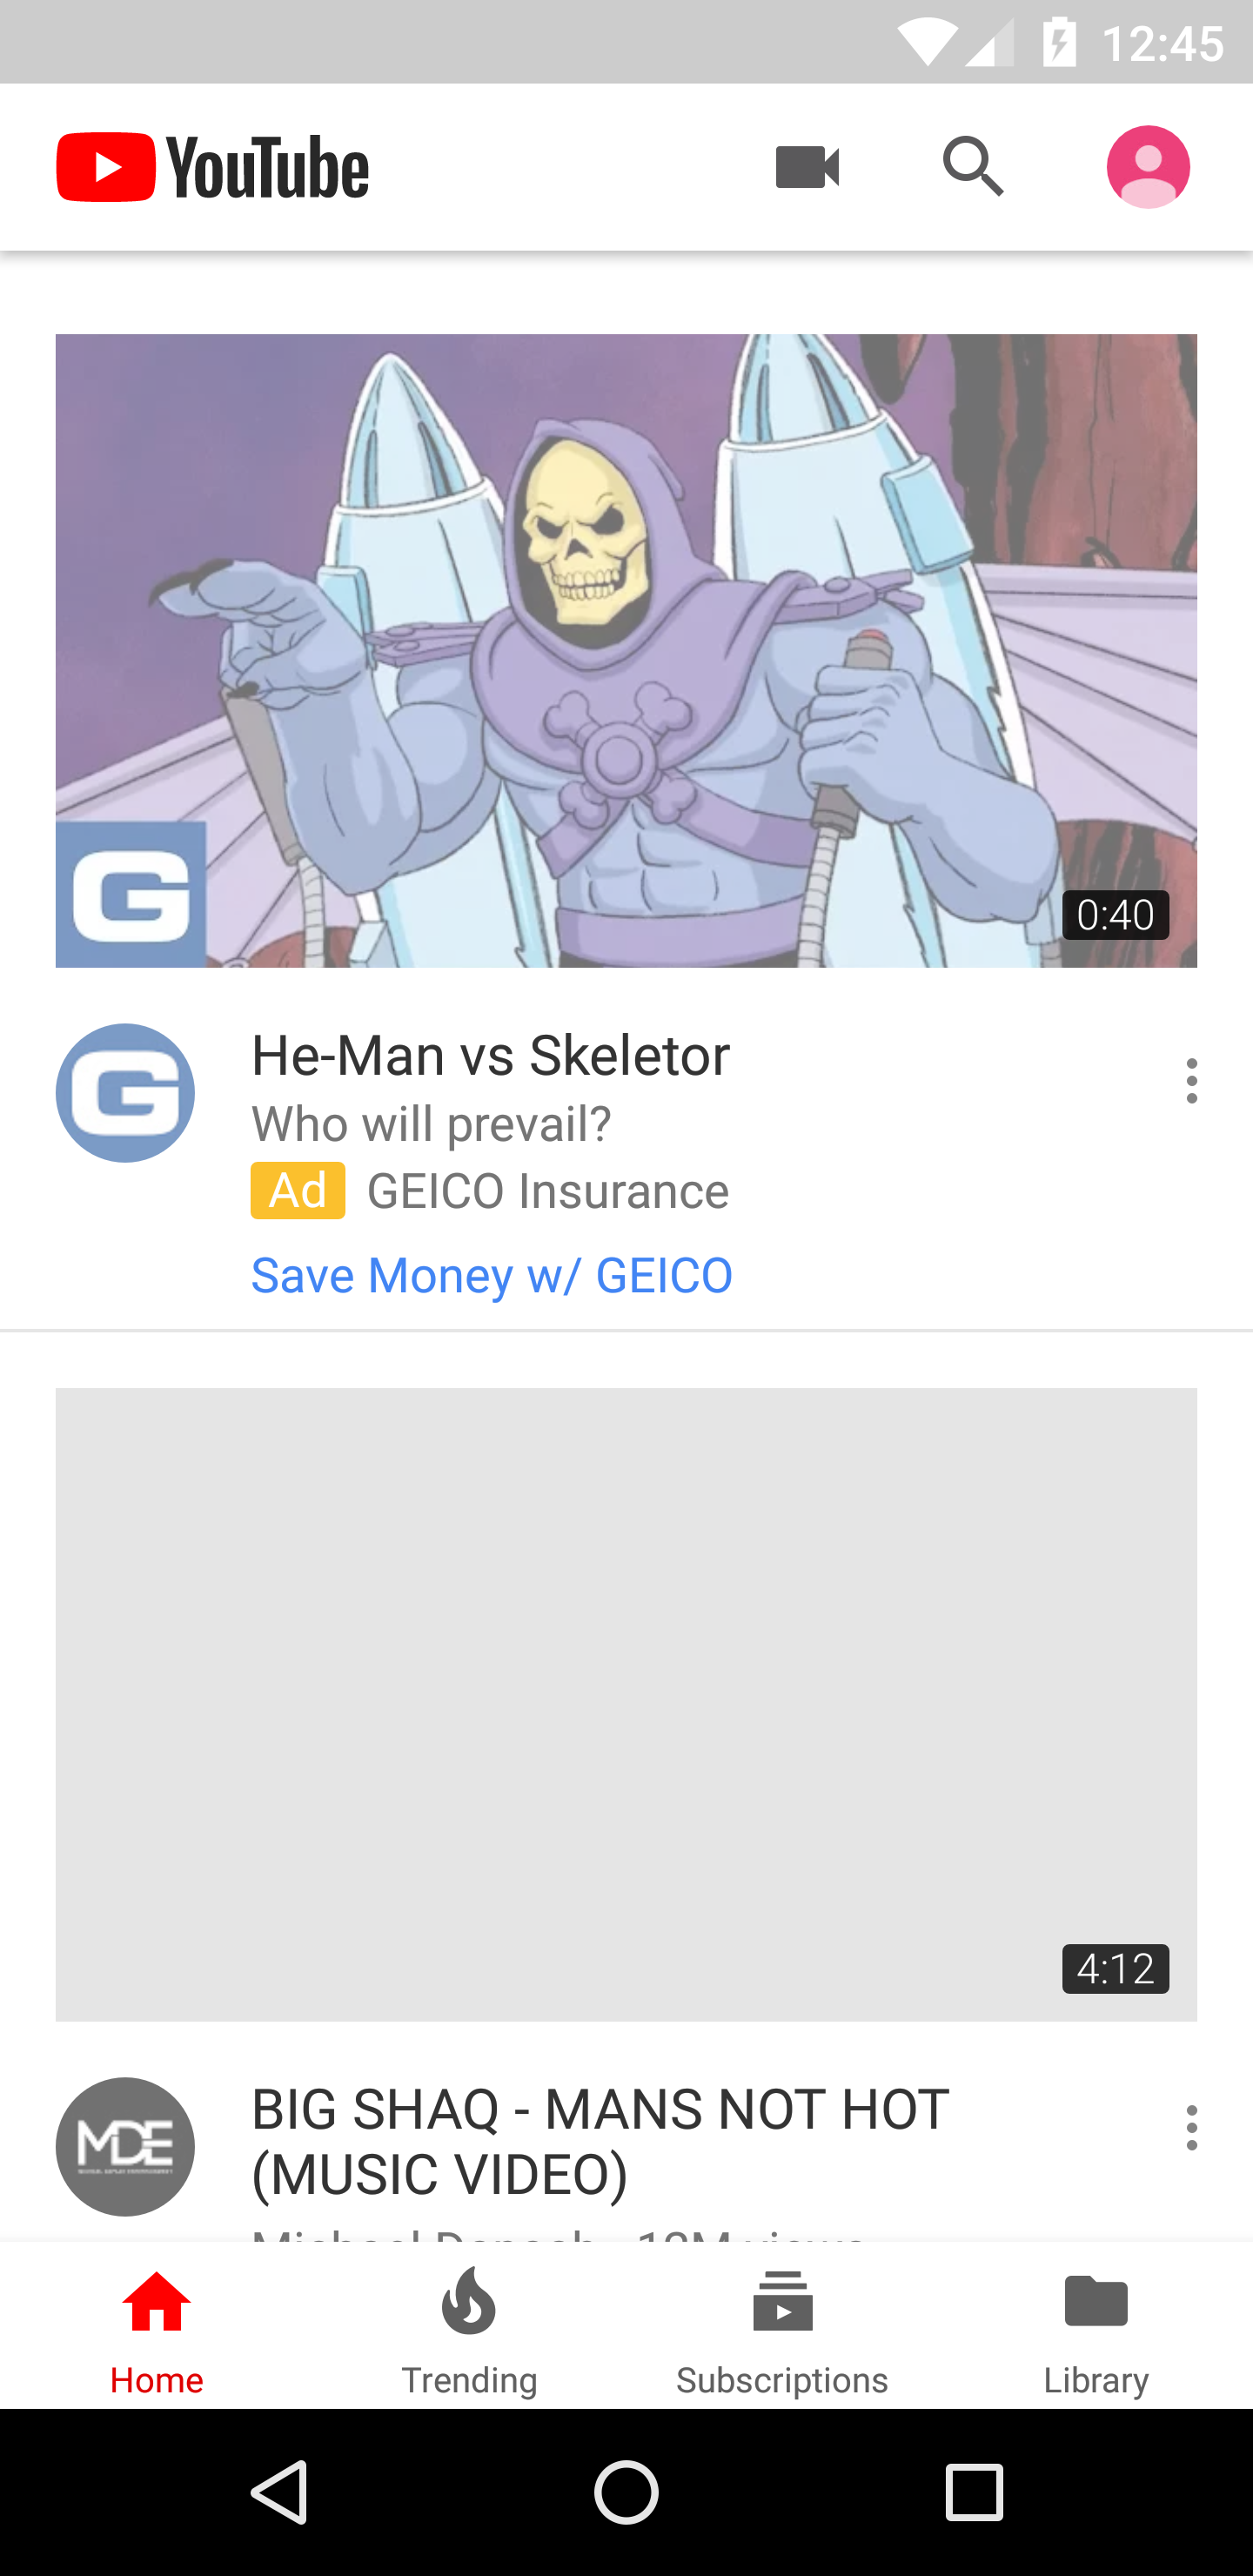 12:45
YouTube
G
0:40
G
He-Man vs Skeletor
Who will prevail?
Ad GEICO Insurance
Save Money w/ GEICO
4:12
MDE
BIG SHAQ - MANS NOT HOT
(MUSIC VIDEO)
Home
Trending
Subscriptions
Library